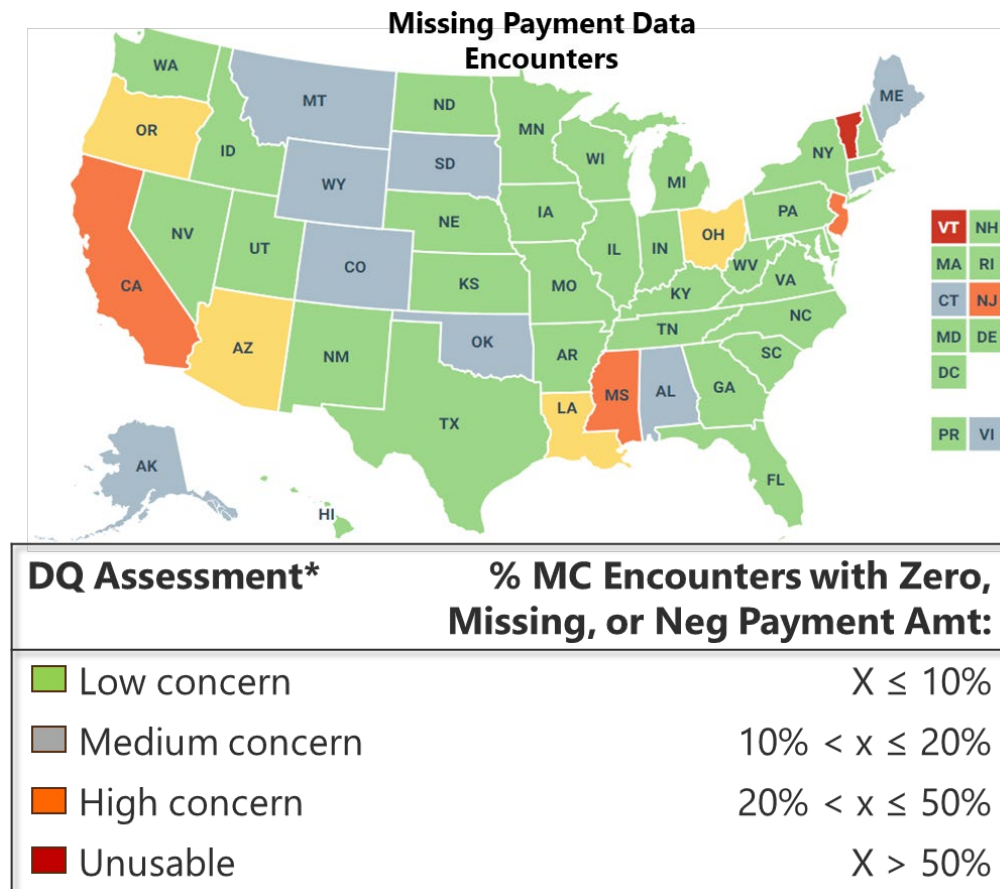 Missing Payment Data
Encounters
WA
MT
ND
MN
ME
OR
ID
SD
WI
NY
WY
MI
VT NH
NE
IA
PA
NV
UT
CO
IL
IN
OH
MA RI
CA
KS
MO
WV
VA
CT NJ
KY
AZ
NM
OK
AR
TN
NC
MD DE
SC
MS
AL
GA
DC
LA
TX
PR VI
AK
FL
HI
DQ Assessment* % MC Encounters with Zero,
Missing, or Neg Payment Amt:
Low concern X ≤ 10%
Medium concern 10% < x ≤ 20%
High concern 20% < x ≤ 50%
Unusable X > 50%